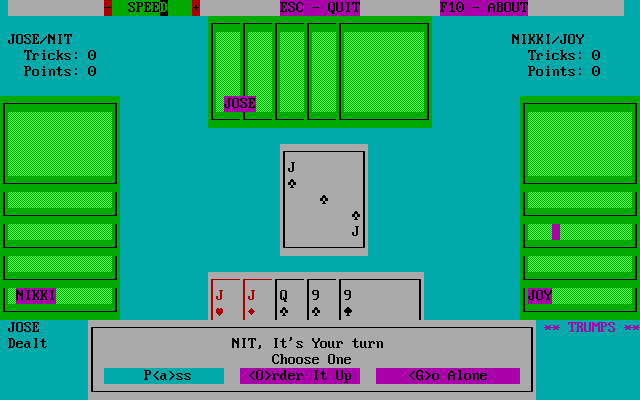 - SPEED + ESC - QUIT F10 - ABOUT
JOSE/NIT
Tricks: 0
Points: 0
NIKKI/JOY
Tricks: 0
Points: 0
JOSE
J
♣
♣
♣
J
NIKKI
JOY
J J Q 9 9
♥ ♦ ♣ ♣ ♠
JOSE
Dealt
** TRUMPS **
NIT, It's Your turn
Choose One
P<a>ss <O>rder It Up <G>o Alone